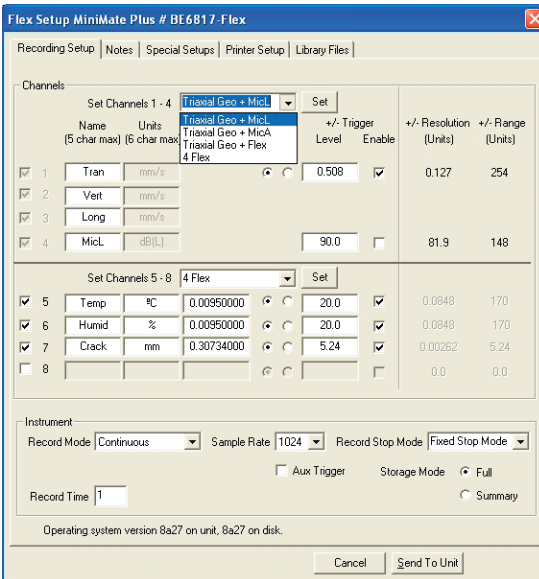 Flex Setup MiniMate Plus # BE6817-Flex
Recording Setup Notes Special Setups Printer Setup Library Files
Channels
Set Channels 1 - 4 Triaxial Geo + MicL Set
Triaxial Geo + MicL
Triaxial Geo + MicA
Triaxial Geo + Flex
4 Flex
Name Units +/- Trigger +/- Resolution +/- Range
(5 char max) (6 char max Level Enable (Units) (Units)
1 Tran mm/s 0.508 0.127 254
2 Vert mm/s
3 Long mm/s
4 MicL dB(L) 90.0 81.9 148
Set Channels 5 - 8 4 Flex Set
5 Temp ºC 0.00950000 20.0 0.0848 170
6 Humid % 0.00950000 20.0 0.0848 170
7 Crack mm 0.30734000 5.24 0.00262 5.24
8 0.0 0.0
Instrument
Record Mode Continuous Sample Rate 1024 Record Stop Mode Fixed Stop Mode
Aux Trigger Storage Mode Full
Record Time 1 Summary
Operating system version 8a27 on unit, 8a27 on disk.
Cancel Send To Unit